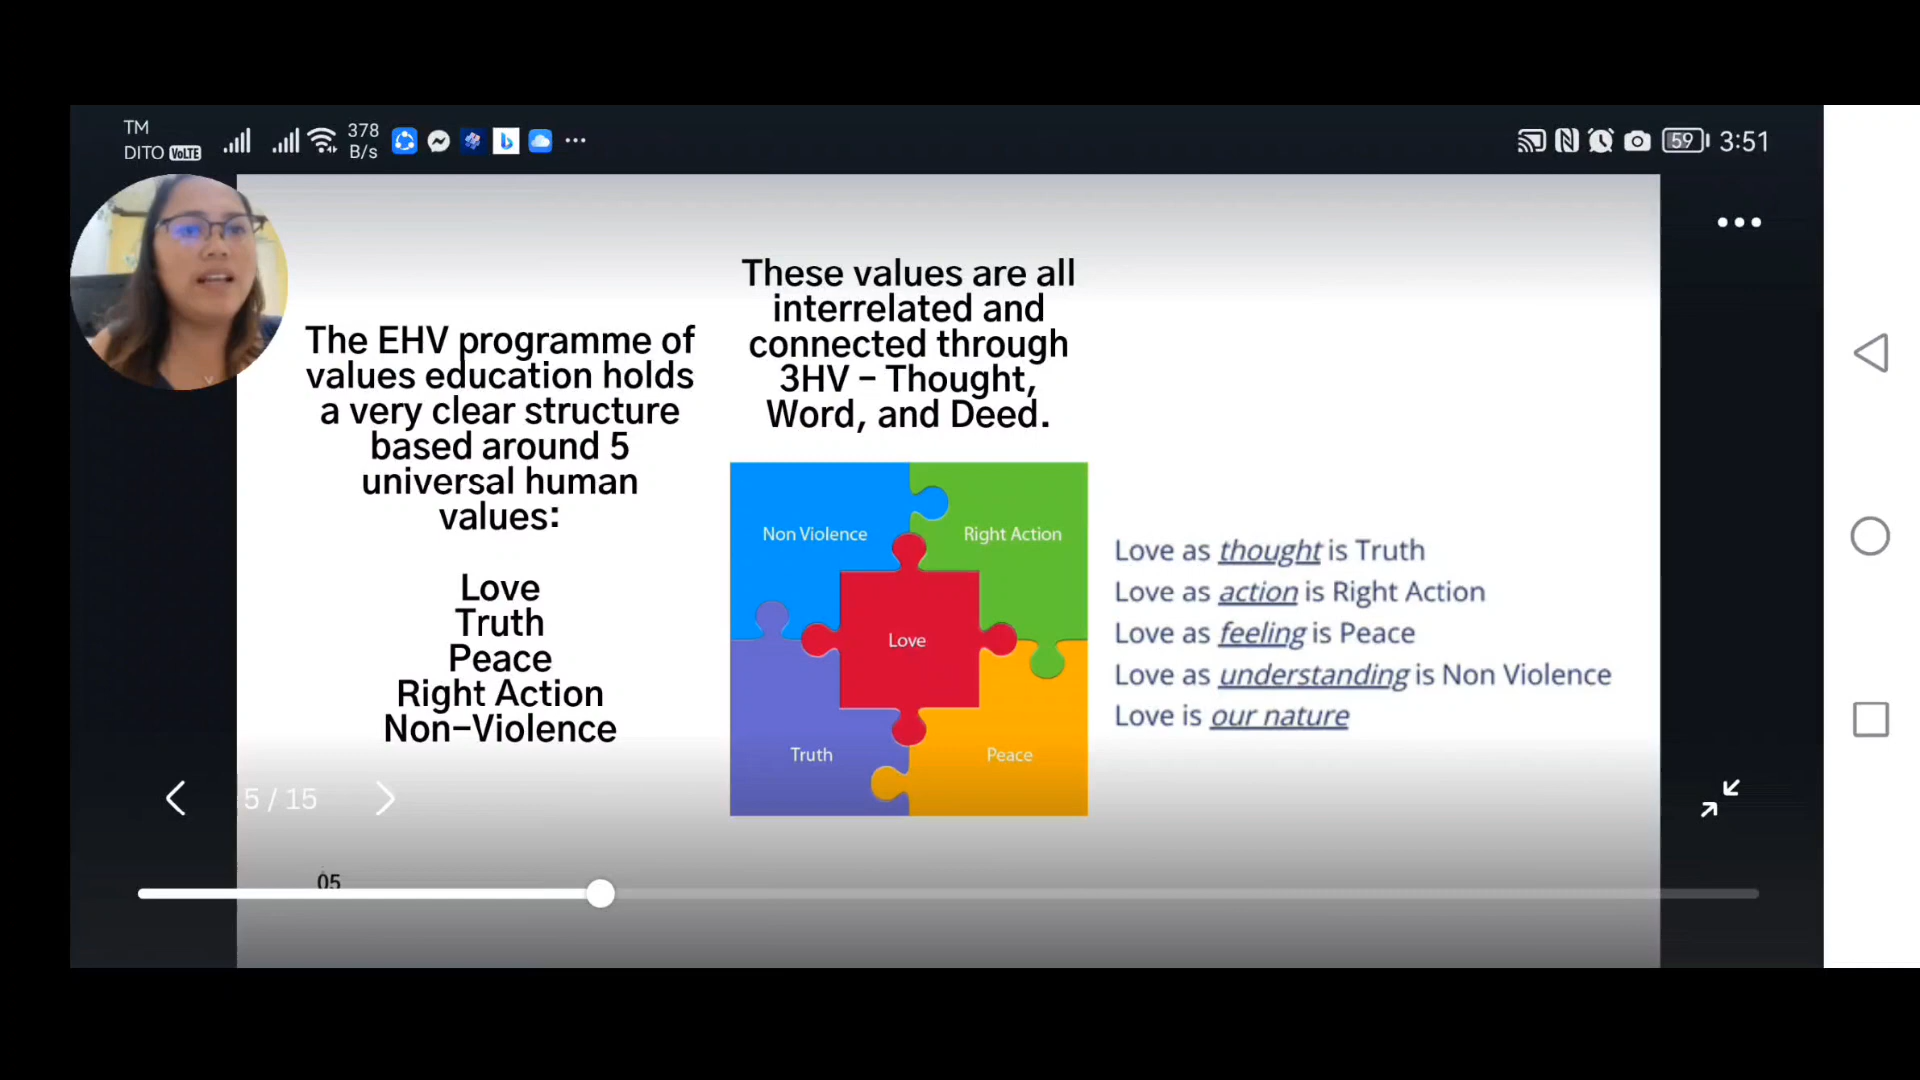 TM
DITO VoLTE
378
B/s
59
3:51
The EHV programme of
values education holds
a very clear structure
based around 5
universal human
values:
Love
Truth
Peace
Right Action
Non-Violence
These values are all
interrelated and
connected through
3HV - Thought,
Word, and Deed.
Non Violence
Right Action
Love
Truth
Peace
Love as thought is Truth
Love as action is Right Action
Love as feeling is Peace
Love as understanding is Non Violence
Love is our nature
5 / 15
05